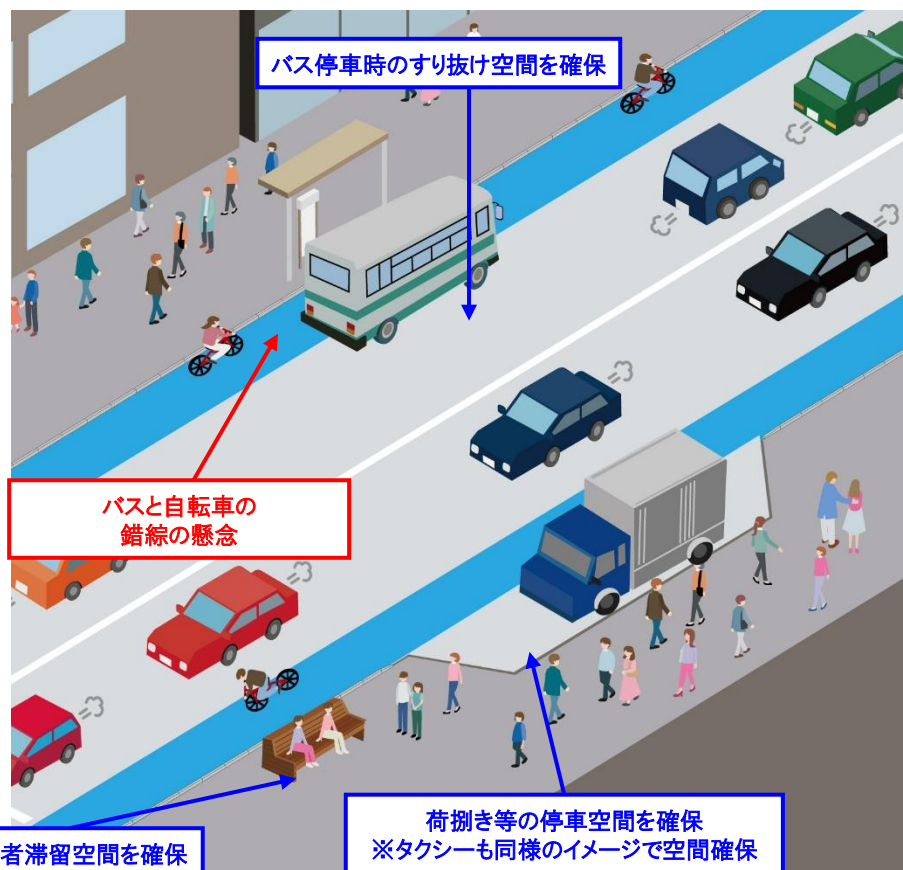 バス停車時のすり抜け空間を確保
バスと自転車の
錯綜の懸念
荷捌き等の停車空間を確保
※タクシーも同様のイメージで空間確保
者滞留空間を確保